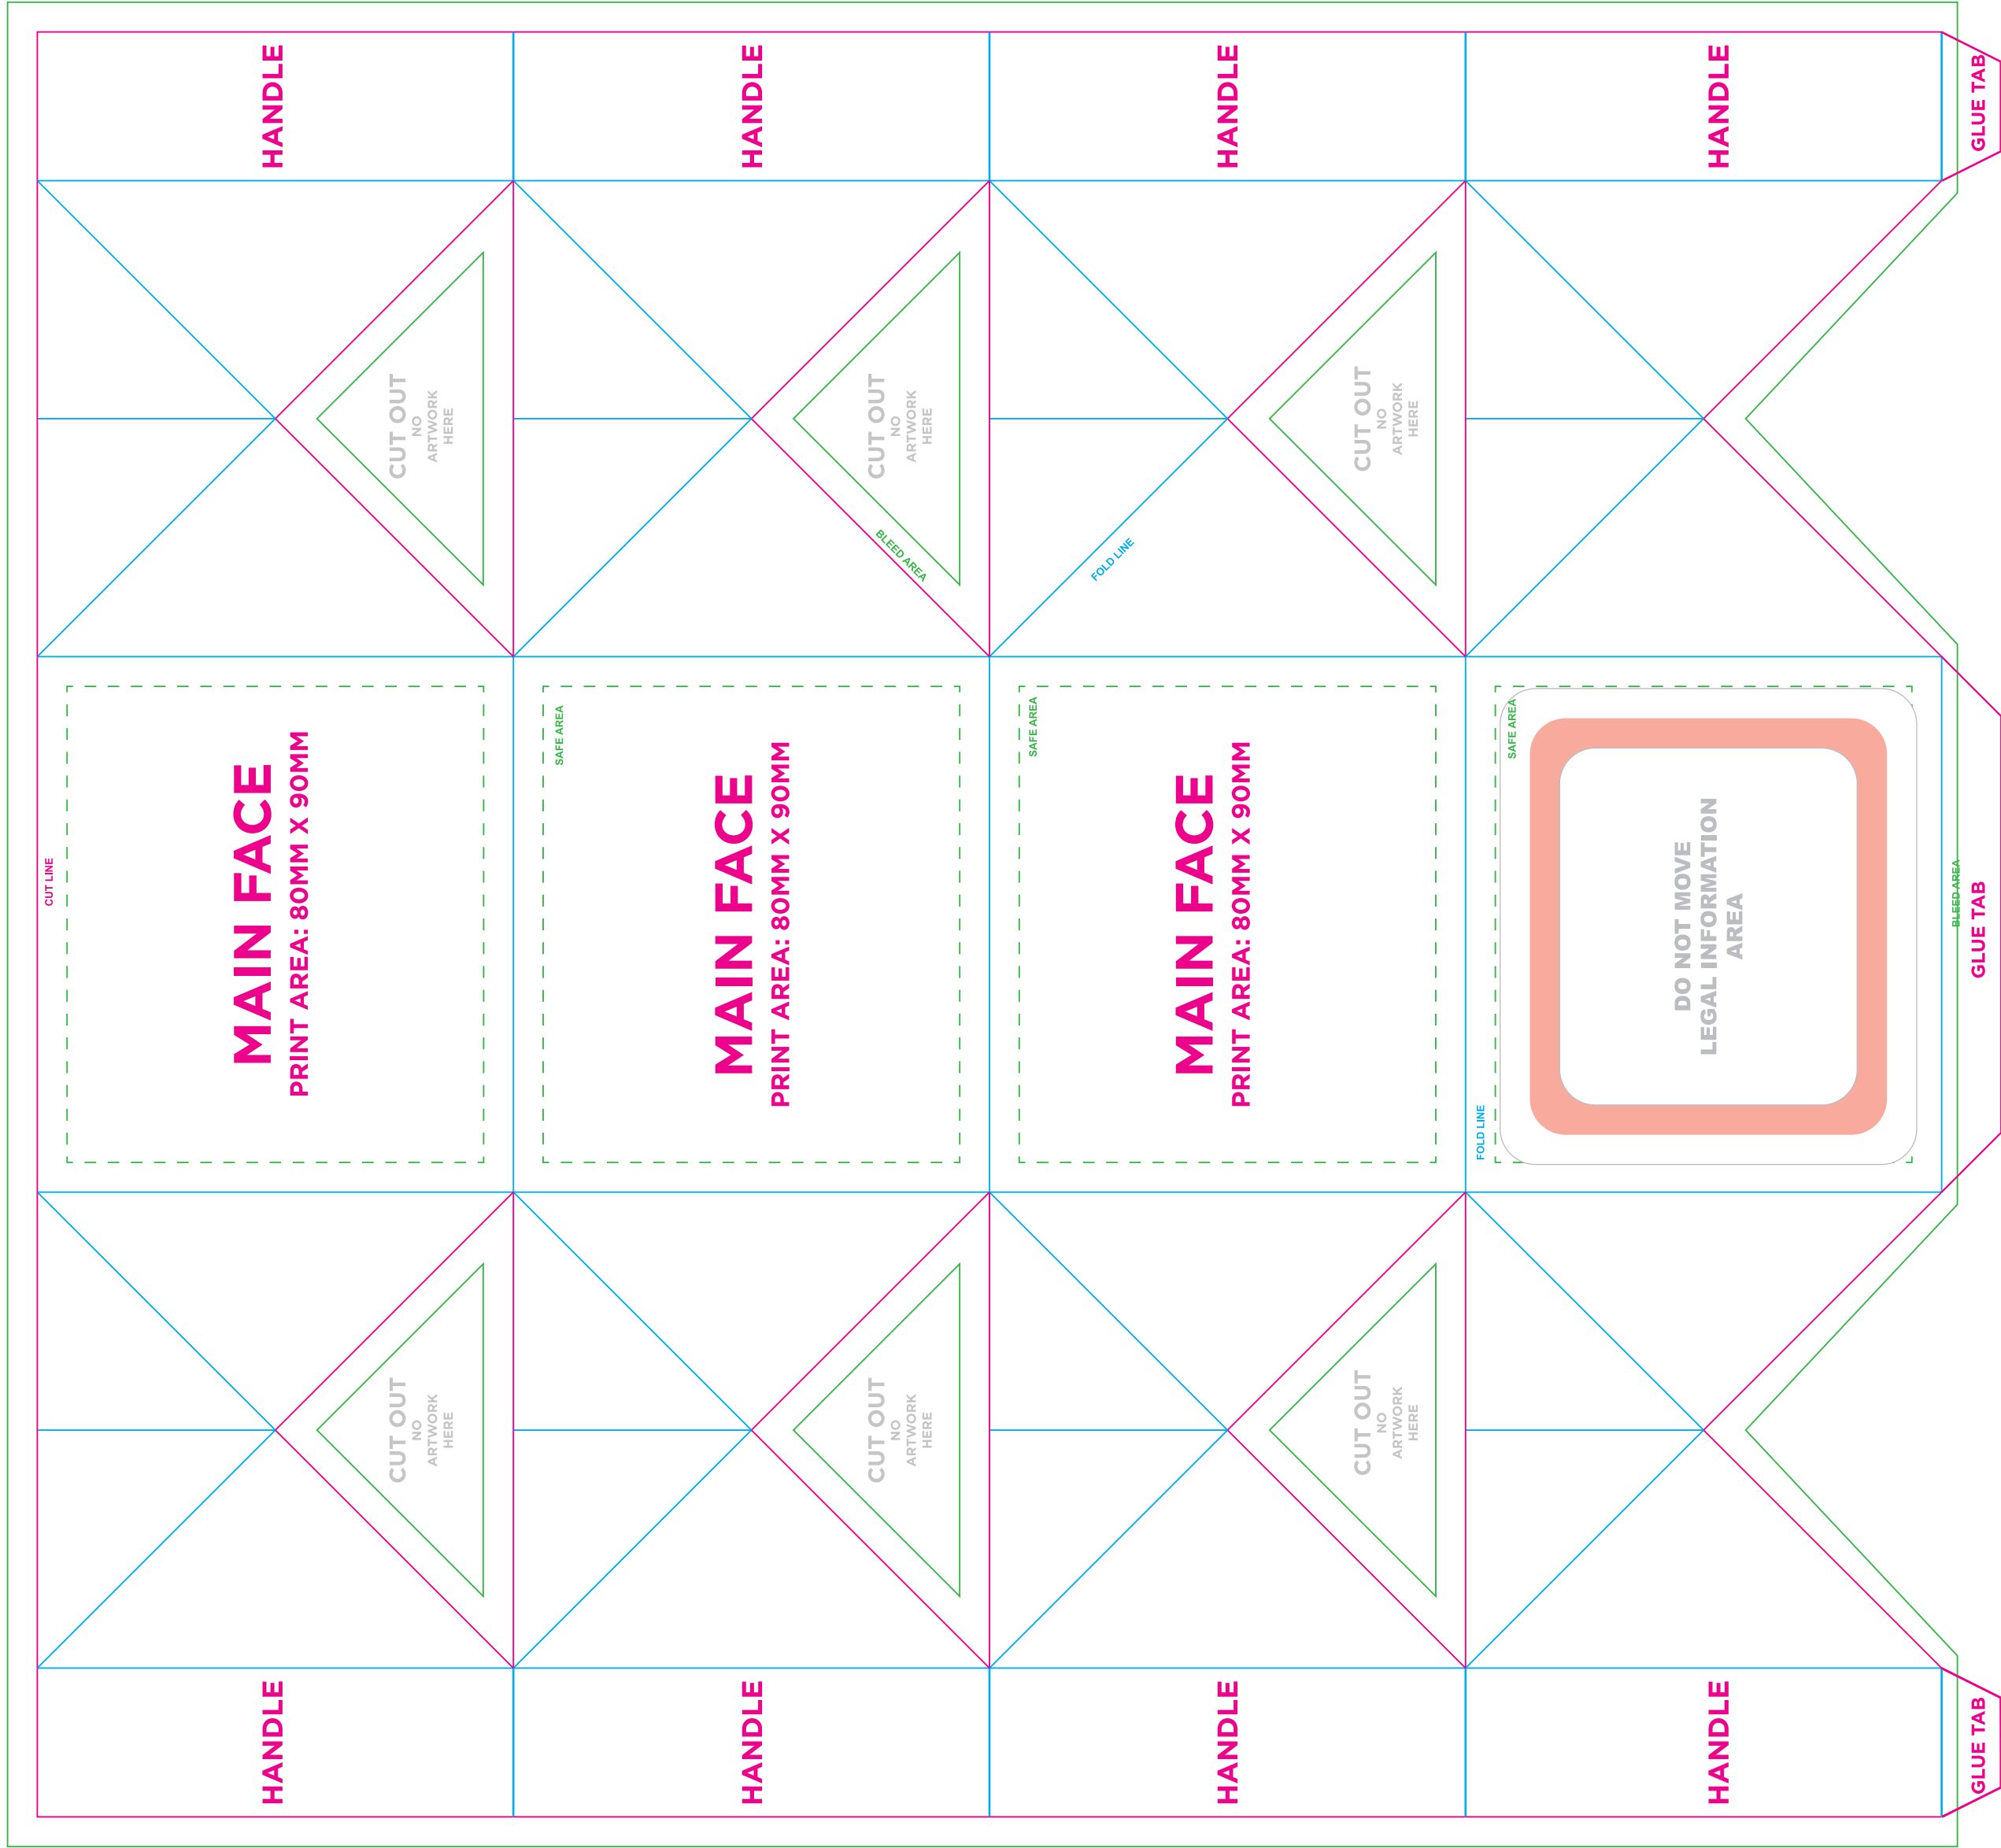 HANDLE
HANDLE
HANDLE
HANDLE
GLUE TAB
CUT OUT
NO
ARTWORK
HERE
CUT OUT
NO
ARTWORK
HERE
CUT OUT
NO
ARTWORK
HERE
BLEED AREA
FOLD LINE
CUT LINE
MAIN FACE
PRINT AREA: 80MM X 90MM
SAFE AREA
MAIN FACE
PRINT AREA: 80MM X 90MM
SAFE AREA
MAIN FACE
PRINT AREA: 80MM X 90MM
FOLD LINE
SAFE AREA
DO NOT MOVE
LEGAL INFORMATION
AREA
BLEED AREA
GLUE TAB
CUT OUT
NO
ARTWORK
HERE
CUT OUT
NO
ARTWORK
HERE
CUT OUT
NO
ARTWORK
HERE
HANDLE
HANDLE
HANDLE
HANDLE
GLUE TAB